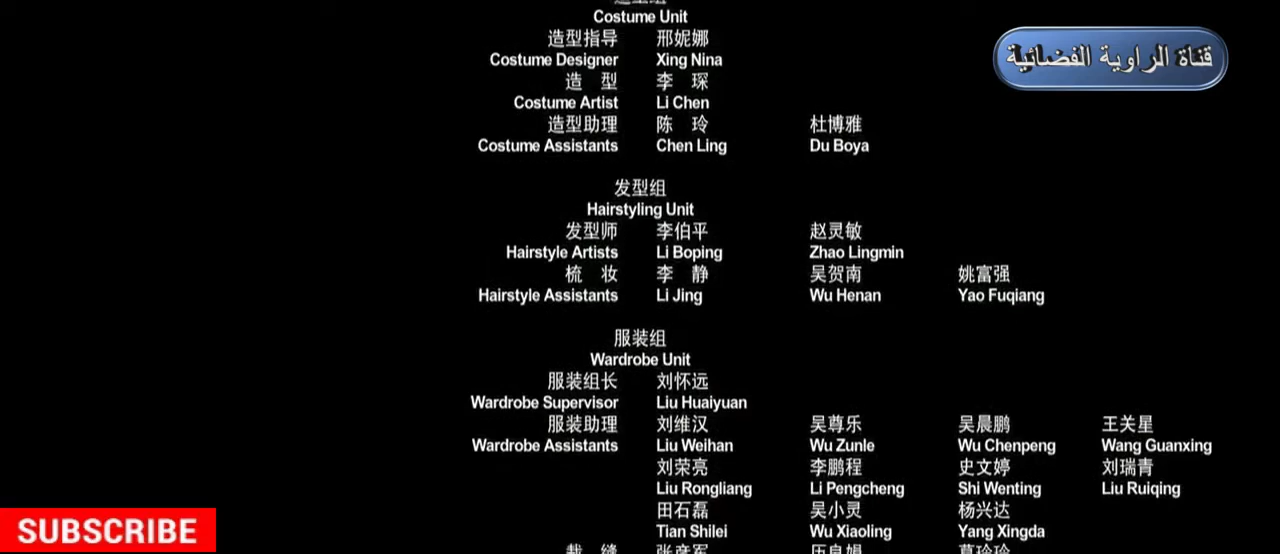 Costume Unit
造型指导 邢妮娜
Costume Designer Xing Nina
造 型 李 琛
Costume Artist Li Chen
造型助理 陈 玲 杜博雅
Costume Assistants Chen Ling Du Boya
发型组
Hairstyling Unit
发型师 李伯平 赵灵敏
Hairstyle Artists Li Boping Zhao Lingmin
梳 妆 李 静 吴贺南 姚富强
Hairstyle Assistants Li Jing Wu Henan Yao Fuqiang
服装组
Wardrobe Unit
服装组长 刘怀远
Wardrobe Supervisor Liu Huaiyuan
服装助理 刘维汉 吴尊乐 吴晨鹏 王关星
Wardrobe Assistants Liu Weihan Wu Zunle Wu Chenpeng Wang Guanxing
刘荣亮 李鹏程 史文婷 刘瑞青
Liu Rongliang Li Pengcheng Shi Wenting Liu Ruiqing
田石磊 吴小灵 杨兴达
Tian Shilei Wu Xiaoling Yang Xingda
قناة الراوية الفضائية
SUBSCRIBE